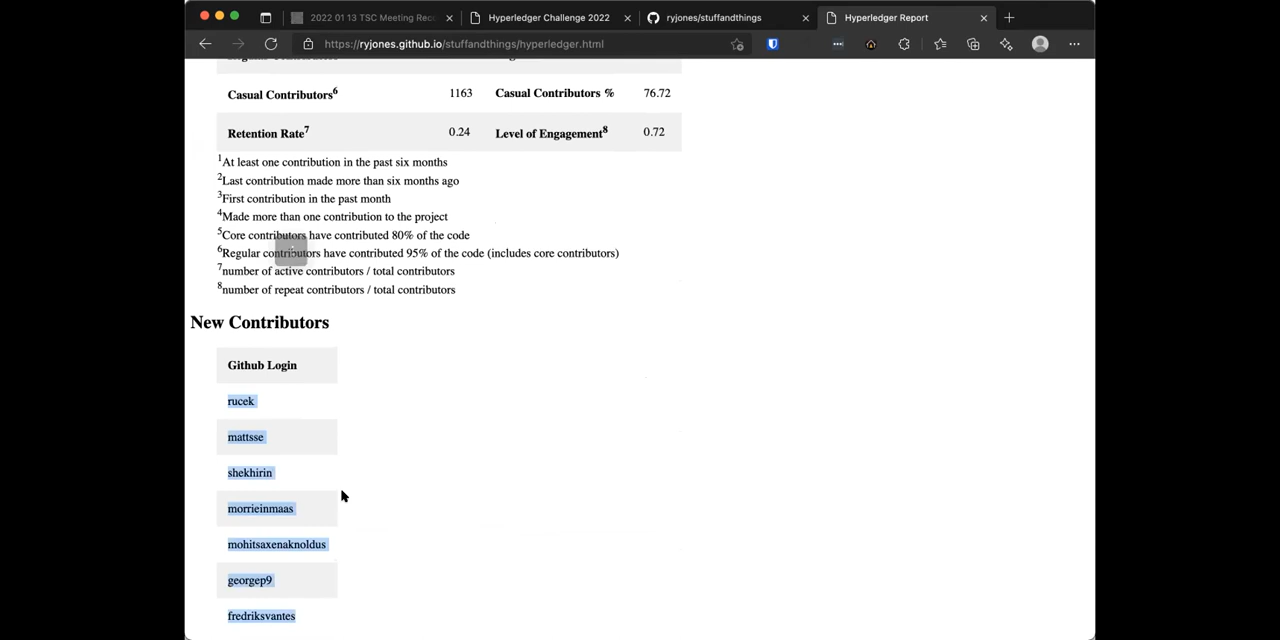 2022 01 13 TSC Meeting Rec
Hyperledger Challenge 2022
ryjones/stuffandthings
Hyperledger Report
https://ryjones.github.io/stuffandthings/hyperledger.html
Casual Contributors6 1163 Casual Contributors % 76.72
Retention Rate7 0.24 Level of Engagement8 0.72
1At least one contribution in the past six months
2Last contribution made more than six months ago
3First contribution in the past month
4Made more than one contribution to the project
5Core contributors have contributed 80% of the code
6Regular contributors have contributed 95% of the code (includes core contributors)
7number of active contributors / total contributors
8number of repeat contributors / total contributors
New Contributors
Github Login
rucek
mattsse
shekhirin
morrieinmaas
mohitsaxenaknoldus
georgep9
fredriksvantes